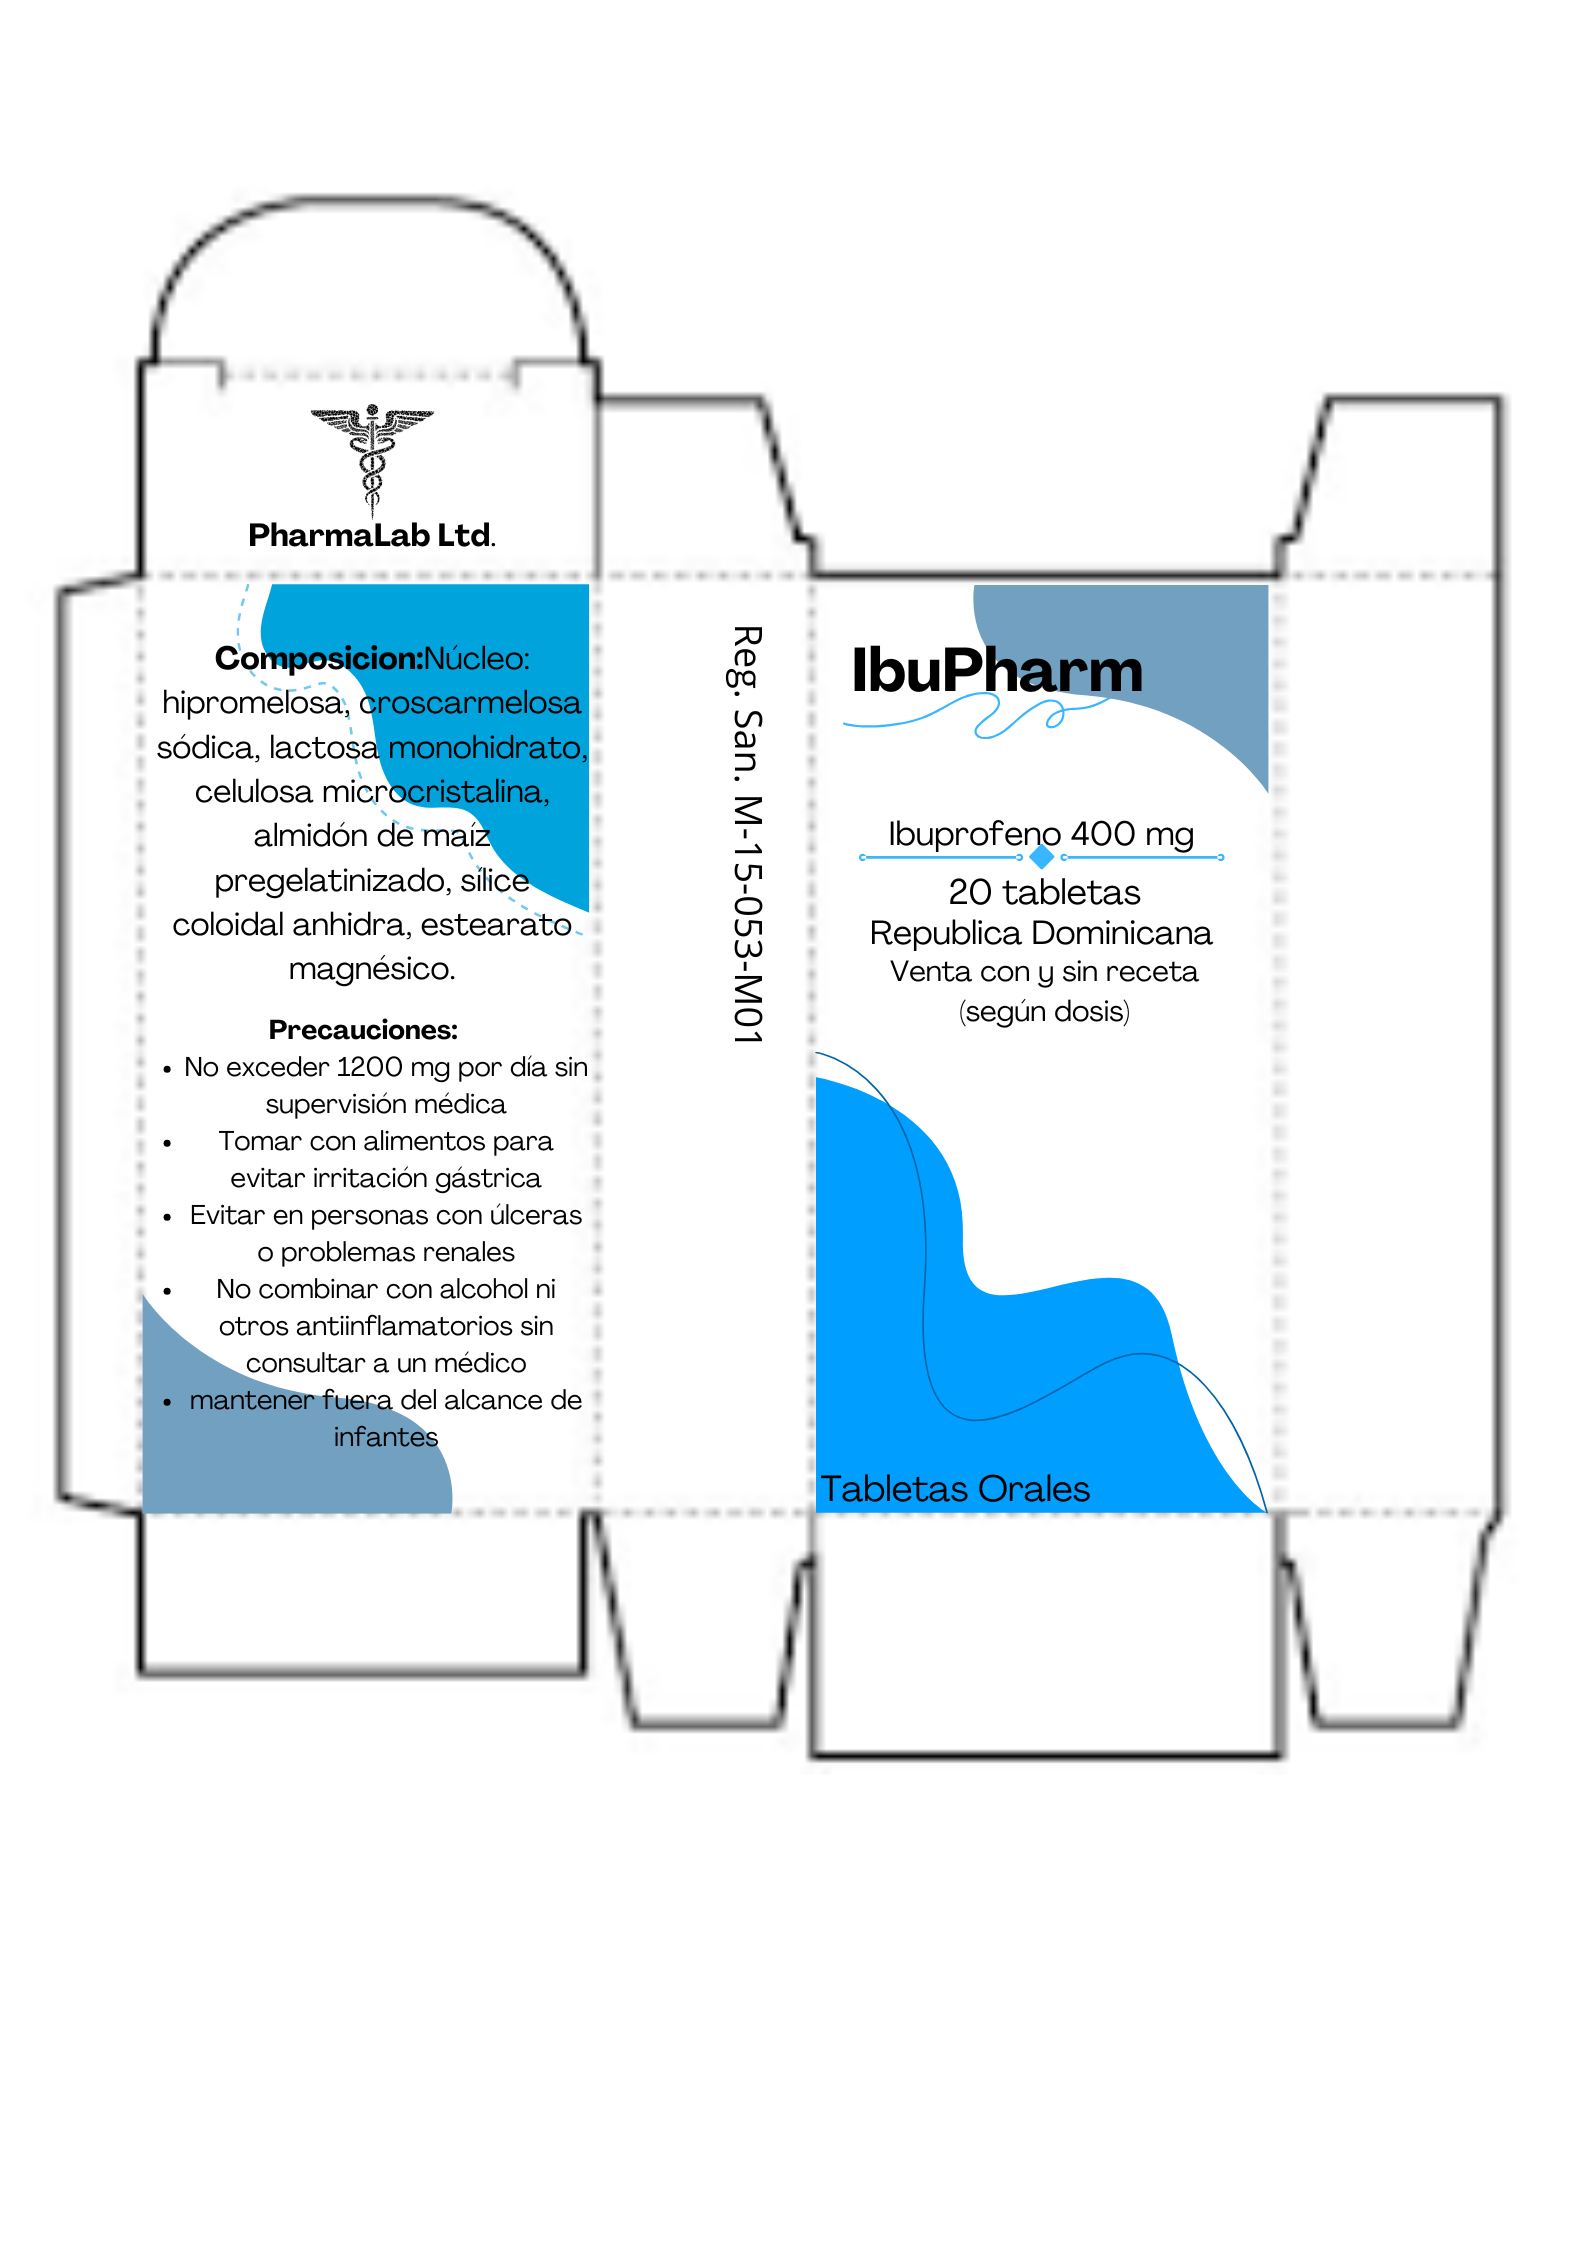 PharmaLab Ltd.
Composicion:Núcleo:
hipromelosa, croscarmelosa
sódica, lactosa monohidrato,
celulosa microcristalina,
almidón de maíz
pregelatinizado, sílice
coloidal anhidra, estearato
magnésico.
Precauciones:
• No exceder 1200 mg por día sin
supervisión médica
• Tomar con alimentos para
evitar irritación gástrica
• Evitar en personas con úlceras
o problemas renales
• No combinar con alcohol ni
otros antiinflamatorios sin
consultar a un médico
• mantener fuera del alcance de
infantes
Reg. San. M-15-053-M01
IbuPharm
Ibuprofeno 400 mg
20 tabletas
Republica Dominicana
Venta con y sin receta
(según dosis)
Tabletas Orales